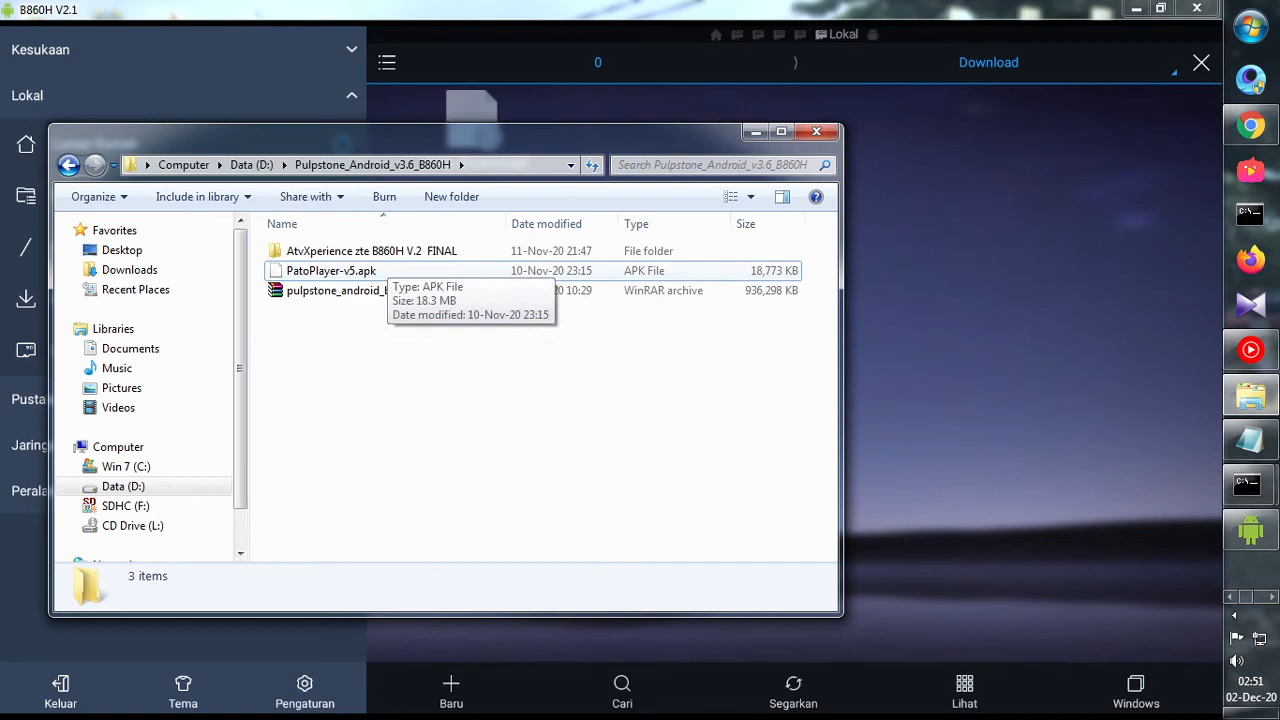 B860H V2.1
Kesukaan
Lokal
0
Download
Lokal
Computer
Data (D:)
Pulpstone_Android_v3.6_B860H
Search Pulpstone_Android_v3.6_B860H
Organize
Include in library
Share with
Burn
New folder
Name
Date modified
Type
Size
AtvXperience zte B860H V.2 FINAL
11-Nov-20 21:47
File folder
PatoPlayer-v5.apk
10-Nov-20 23:15
APK File
18,773 KB
pulpstone_android_
10:29
WinRAR archive
936,298 KB
Type: APK File
Size: 18.3 MB
Date modified: 10-Nov-20 23:15
Favorites
Desktop
Downloads
Recent Places
Libraries
Documents
Music
Pictures
Videos
Computer
Win 7 (C:)
Data (D:)
SDHC (F:)
CD Drive (L:)
3 items
Pusta
Jaring
Perala
Keluar
Tema
Pengaturan
Baru
Cari
Segarkan
Lihat
Windows
02:51
02-Dec-20